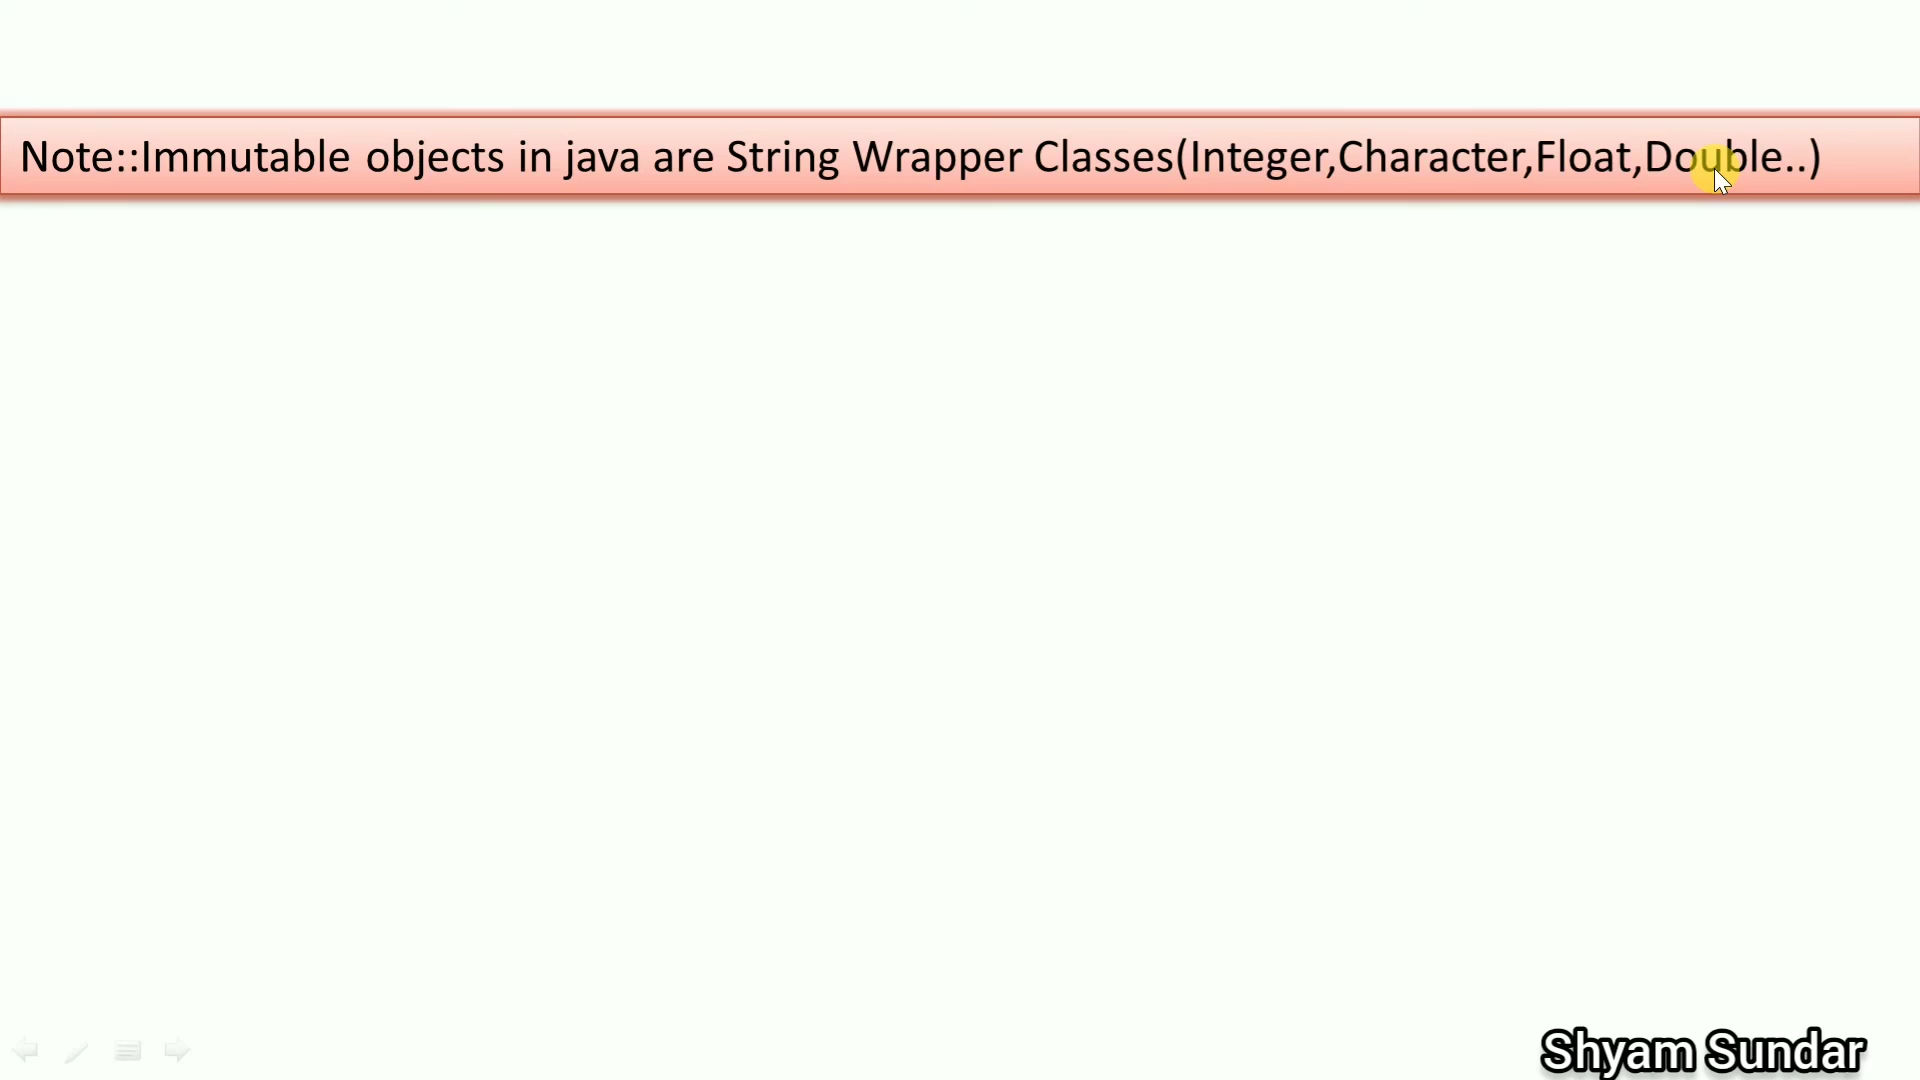 Note::Immutable objects in java are String Wrapper Classes(Integer,Character,Float,Double..)
Shyam Sundar